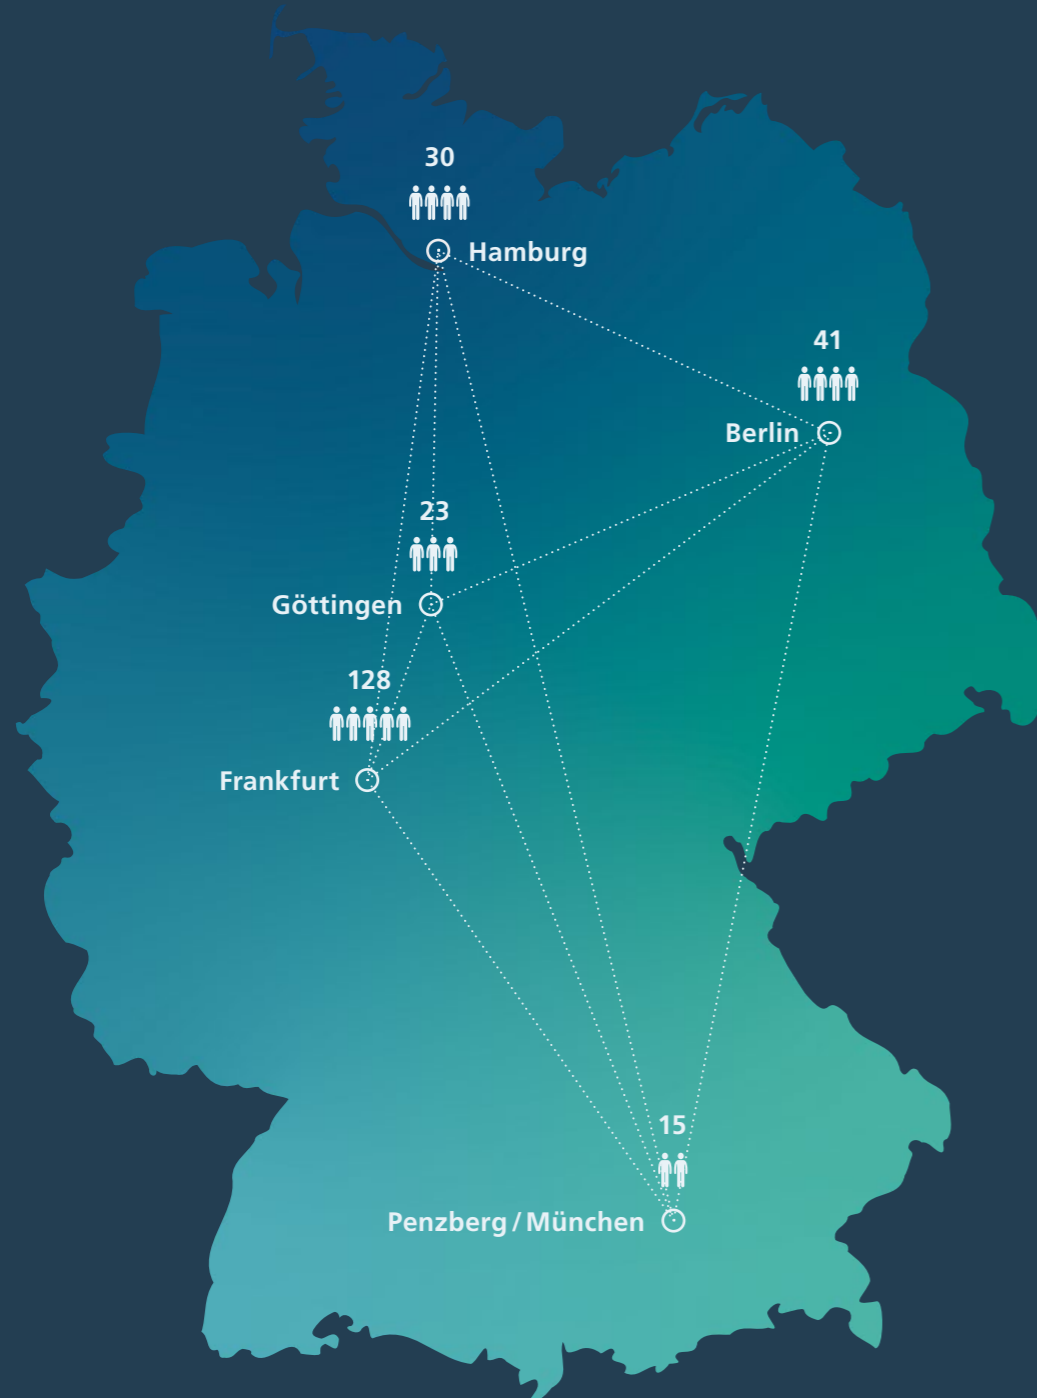 30
Hamburg
41
Berlin
23
Göttingen
128
Frankfurt
15
Penzberg / München